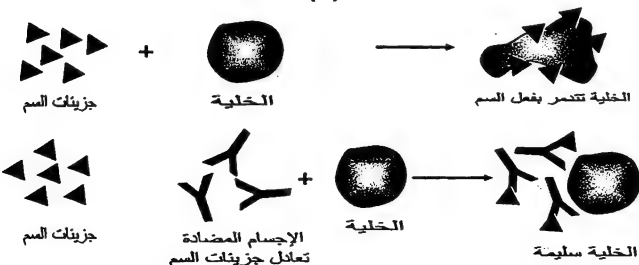 جزيئات السم
الخلية
الخلية تتدمر بفعل السم
جزيئات السم
الإجسام المضادة
تعادل جزيئات السم
الخلية
الخلية سليمة